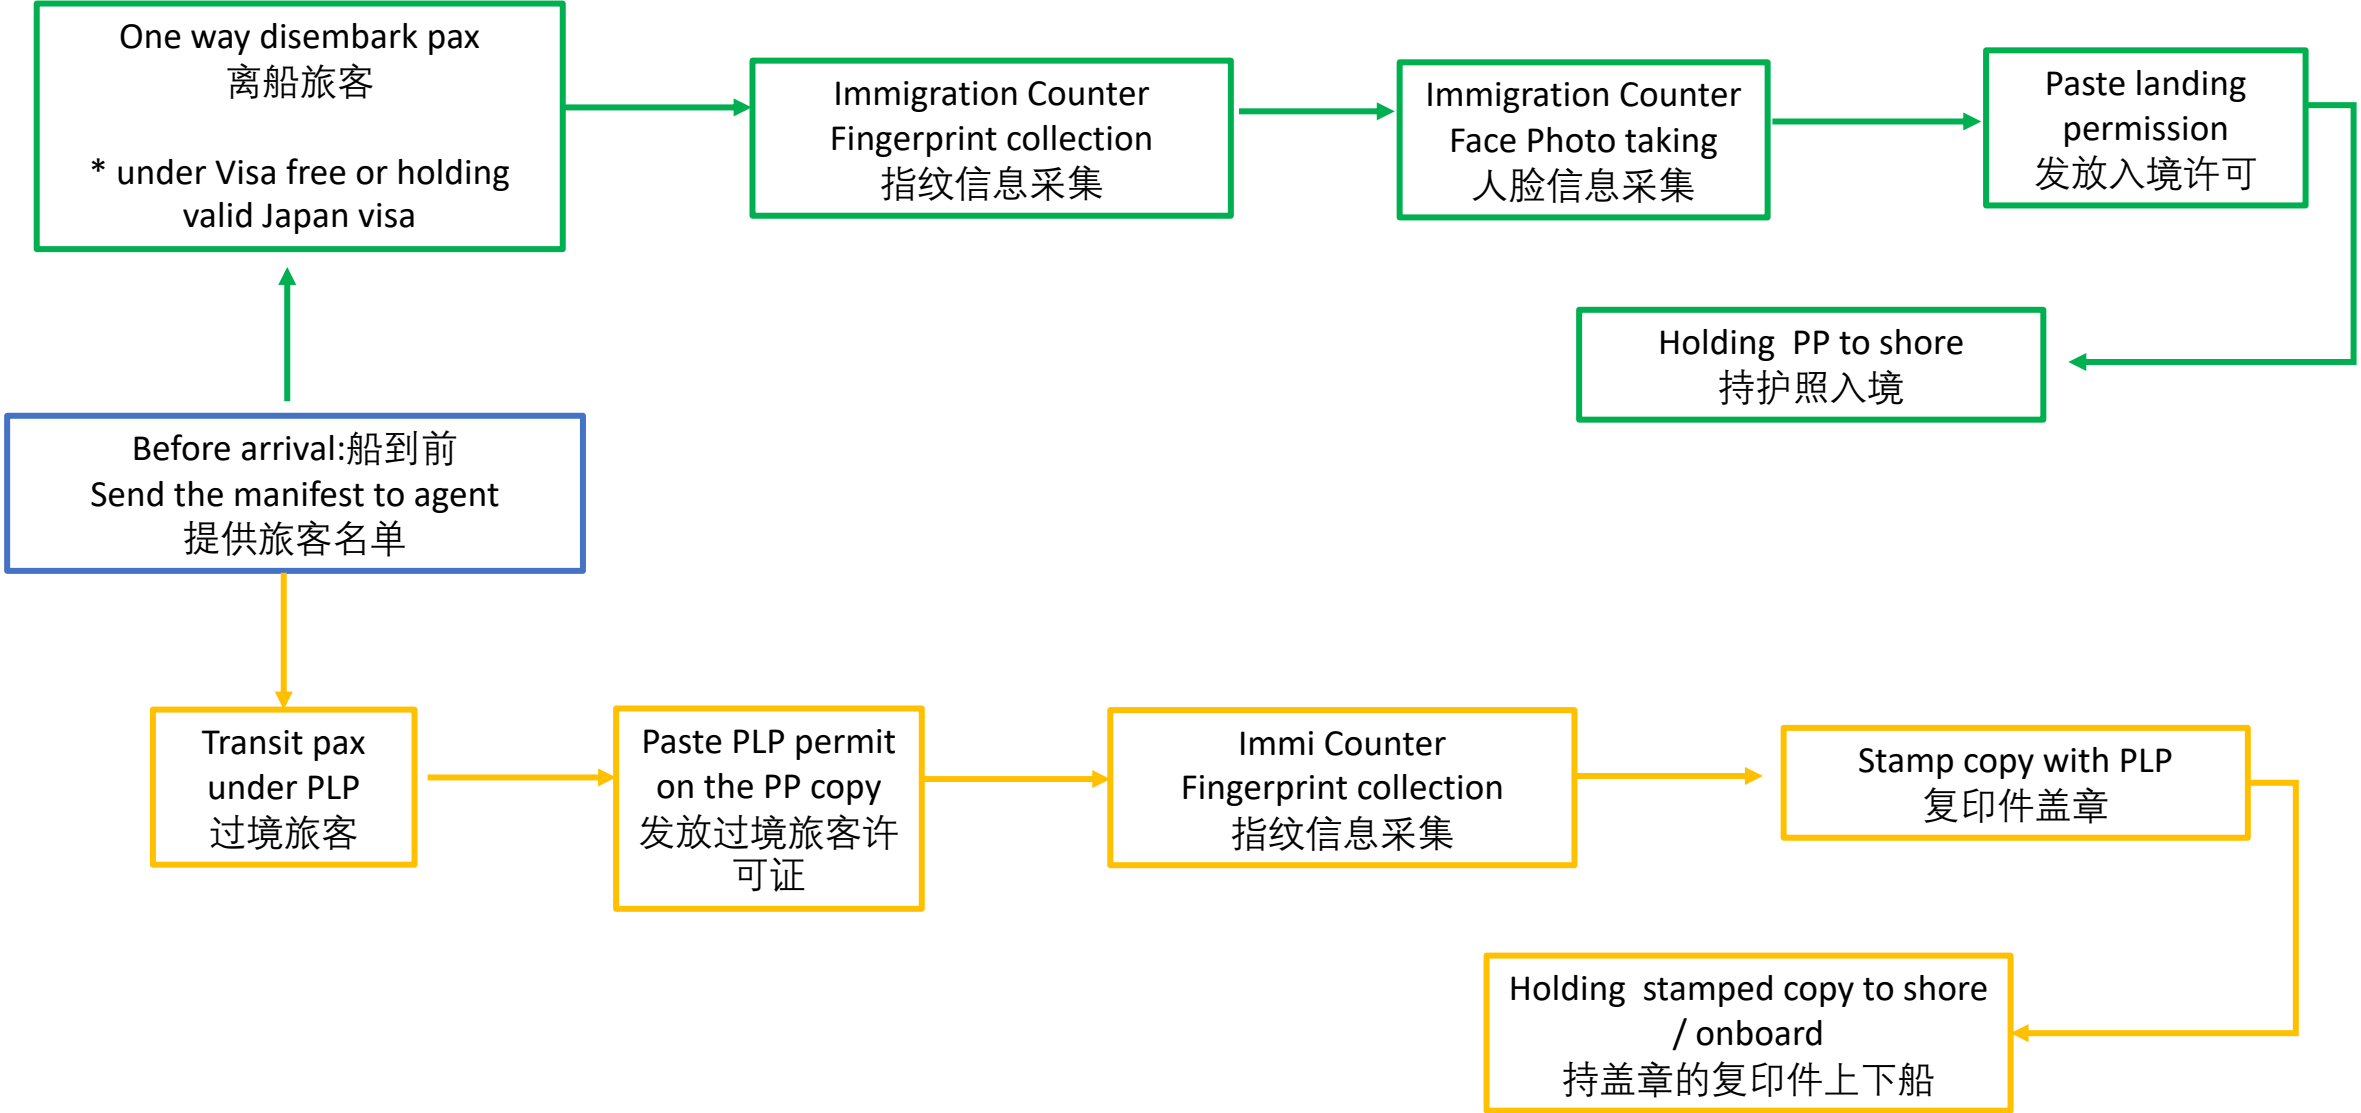 One way disembark pax
离船旅客
* under Visa free or holding
valid Japan visa
Immigration Counter
Fingerprint collection
指纹信息采集
Immigration Counter
Face Photo taking
人脸信息采集
Paste landing
permission
发放入境许可
Holding PP to shore
持护照入境
Before arrival:船到前
Send the manifest to agent
提供旅客名单
Transit pax
under PLP
过境旅客
Paste PLP permit
on the PP copy
发放过境旅客许
可证
Immi Counter
Fingerprint collection
指纹信息采集
Stamp copy with PLP
复印件盖章
Holding stamped copy to shore
/ onboard
持盖章的复印件上下船